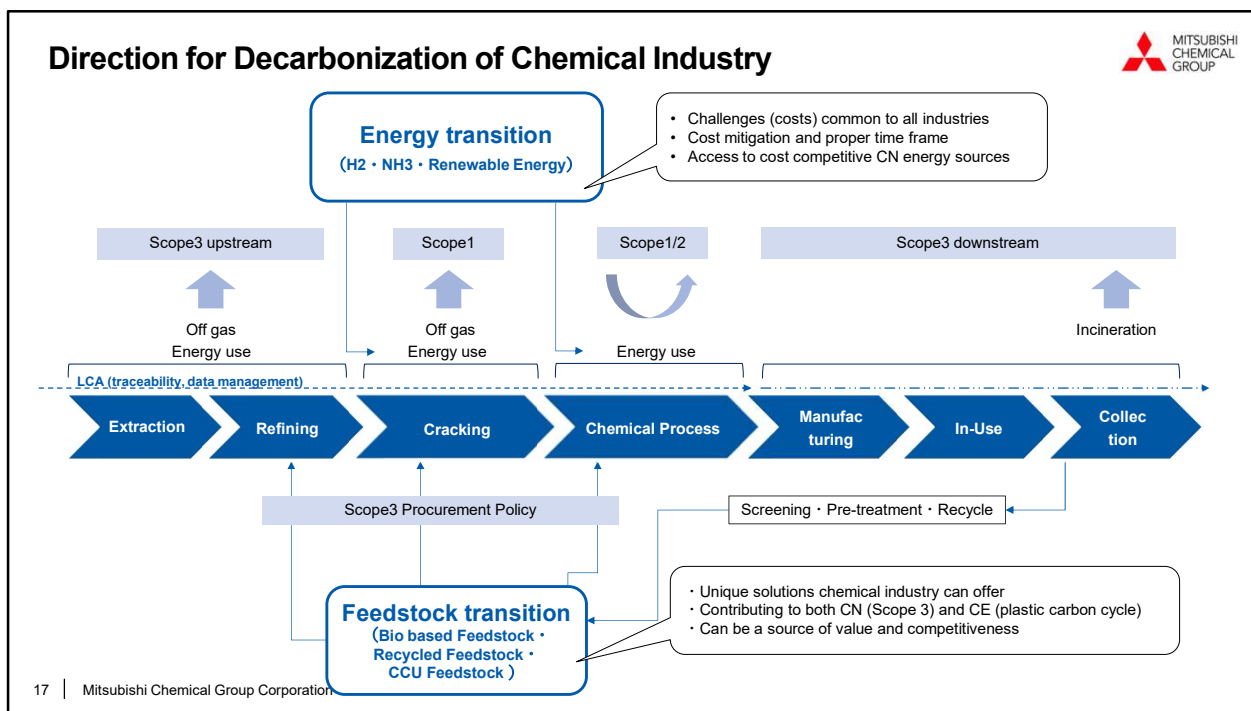 Direction for Decarbonization of Chemical Industry
MITSUBISHI
CHEMICAL
GROUP
Energy transition
（H2・NH3・Renewable Energy）
• Challenges (costs) common to all industries
• Cost mitigation and proper time frame
• Access to cost competitive CN energy sources
Scope3 upstream
Scope1
Scope1/2
Scope3 downstream
Off gas
Energy use
Off gas
Energy use
Energy use
Incineration
LCA (traceability, data management)
Extraction
Refining
Cracking
Chemical Process
Manufac
turing
In-Use
Collec
tion
Scope3 Procurement Policy
Screening・Pre-treatment・Recycle
Feedstock transition
（Bio based Feedstock・
Recycled Feedstock・
CCU Feedstock）
・Unique solutions chemical industry can offer
・Contributing to both CN (Scope 3) and CE (plastic carbon cycle)
・Can be a source of value and competitiveness
17 | Mitsubishi Chemical Group Corporation